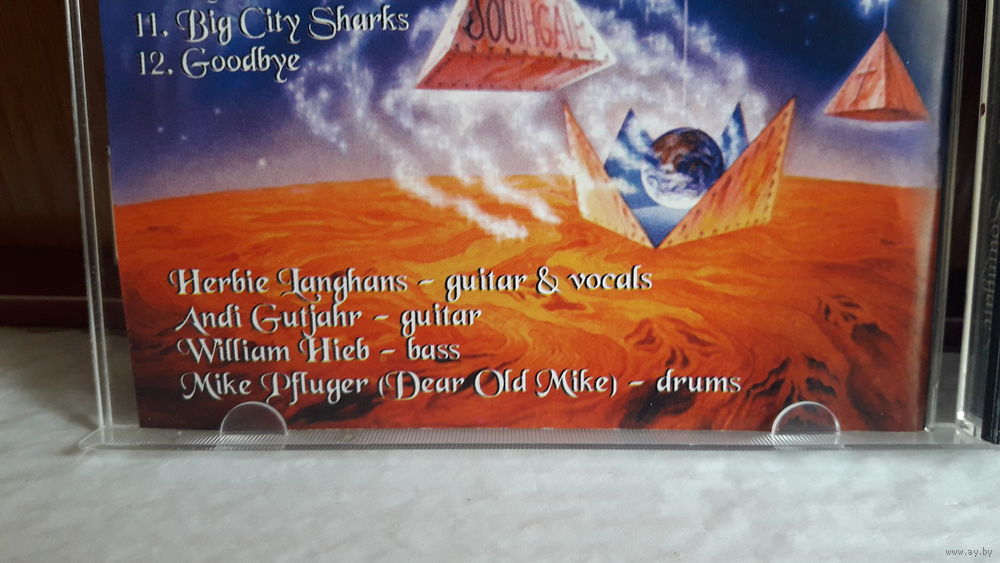 11. Big City Sharks
12. Goodbye
SOUTHGATE
Herbie Langhans - guitar & vocals
Andi Gutjahr - guitar
William Hieb - bass
Mike Pfluger (Dear Old Mike) - drums
Southgate
www.ay.by